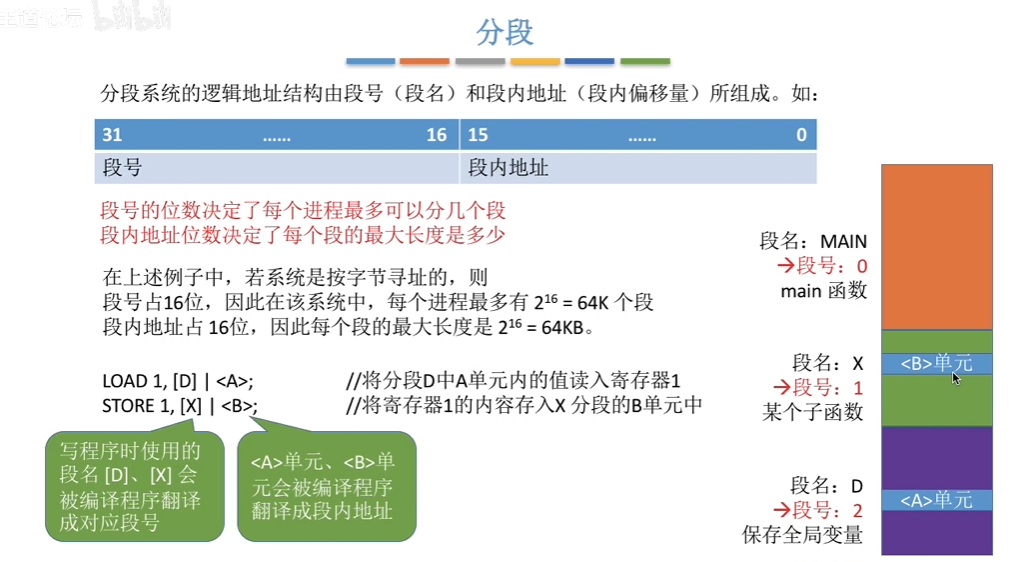 bilibili
分段
分段系统的逻辑地址结构由段号（段名）和段内地址（段内偏移量）所组成。如：
31 …… 16 15 …… 0
段号 段内地址
段号的位数决定了每个进程最多可以分几个段
段内地址位数决定了每个段的最大长度是多少
在上述例子中，若系统是按字节寻址的，则
段号占16位，因此在该系统中，每个进程最多有 2¹⁶ = 64K 个段
段内地址占 16位，因此每个段的最大长度是 2¹⁶ = 64KB。
LOAD 1, [D] | <A>; //将分段D中A单元内的值读入寄存器1
STORE 1, [X] | <B>; //将寄存器1的内容存入X 分段的B单元中
写程序时使用的
段名 [D]、[X] 会
被编译程序翻译
成对应段号
<A>单元、<B>单
元会被编译程序
翻译成段内地址
段名：MAIN
→段号：0
main 函数
段名：X
→段号：1
某个子函数
<B>单元
段名：D
→段号：2
保存全局变量
<A>单元